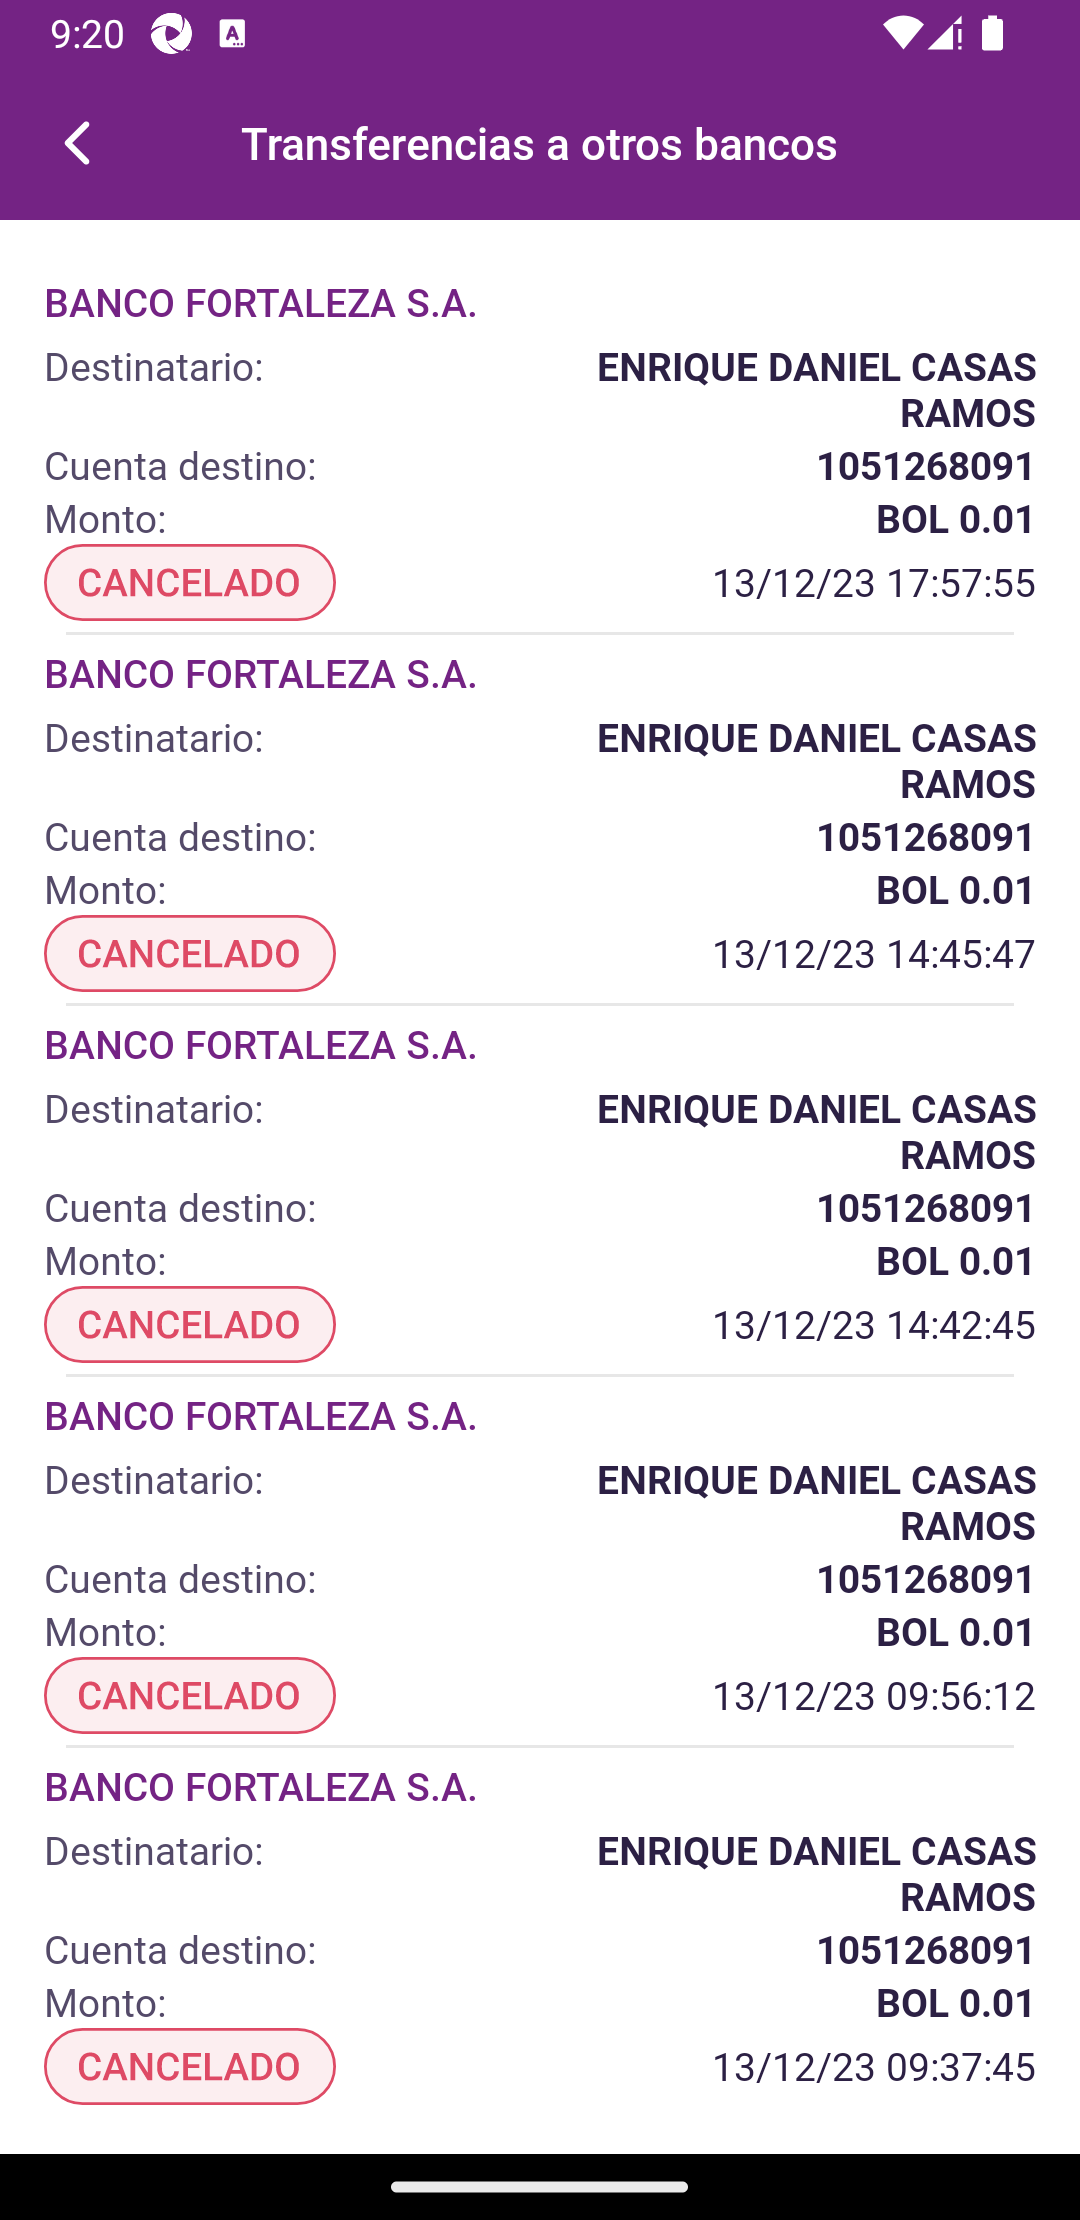 9:20
Transferencias a otros bancos
BANCO FORTALEZA S.A.
Destinatario: ENRIQUE DANIEL CASAS
RAMOS
Cuenta destino: 1051268091
Monto: BOL 0.01
CANCELADO 13/12/23 17:57:55
BANCO FORTALEZA S.A.
Destinatario: ENRIQUE DANIEL CASAS
RAMOS
Cuenta destino: 1051268091
Monto: BOL 0.01
CANCELADO 13/12/23 14:45:47
BANCO FORTALEZA S.A.
Destinatario: ENRIQUE DANIEL CASAS
RAMOS
Cuenta destino: 1051268091
Monto: BOL 0.01
CANCELADO 13/12/23 14:42:45
BANCO FORTALEZA S.A.
Destinatario: ENRIQUE DANIEL CASAS
RAMOS
Cuenta destino: 1051268091
Monto: BOL 0.01
CANCELADO 13/12/23 09:56:12
BANCO FORTALEZA S.A.
Destinatario: ENRIQUE DANIEL CASAS
RAMOS
Cuenta destino: 1051268091
Monto: BOL 0.01
CANCELADO 13/12/23 09:37:45